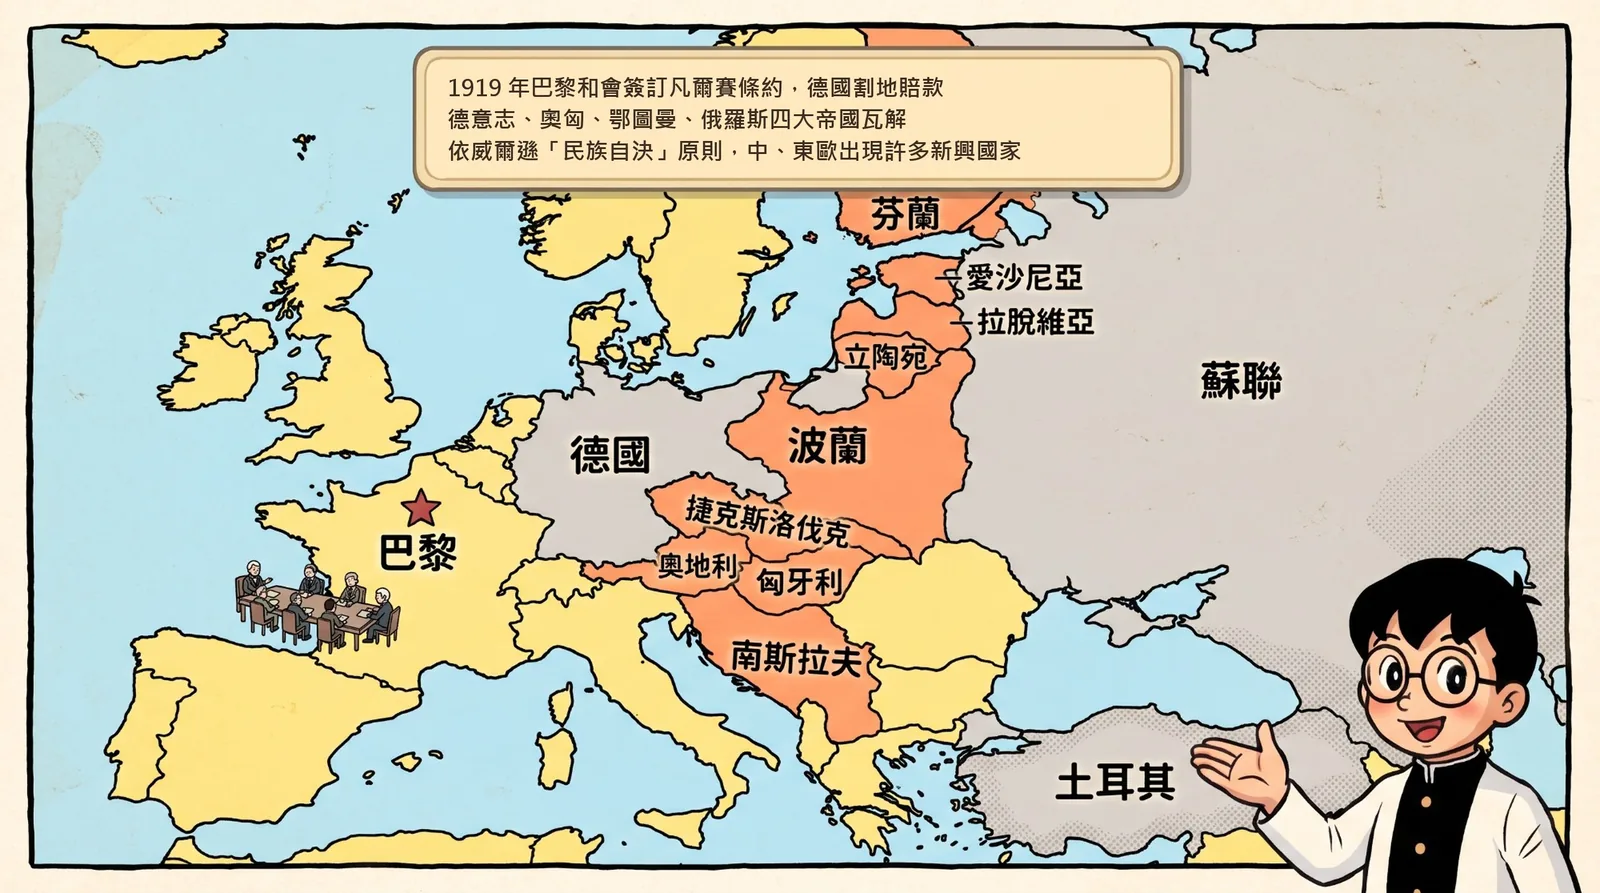 1919 年巴黎和會簽訂凡爾賽條約，德國割地賠款
德意志、奧匈、鄂圖曼、俄羅斯四大帝國瓦解
依威爾遜「民族自決」原則，中、東歐出現許多新興國家
芬蘭
愛沙尼亞
拉脫維亞
立陶宛
蘇聯
德國
波蘭
捷克斯洛伐克
巴黎
奧地利
匈牙利
南斯拉夫
土耳其